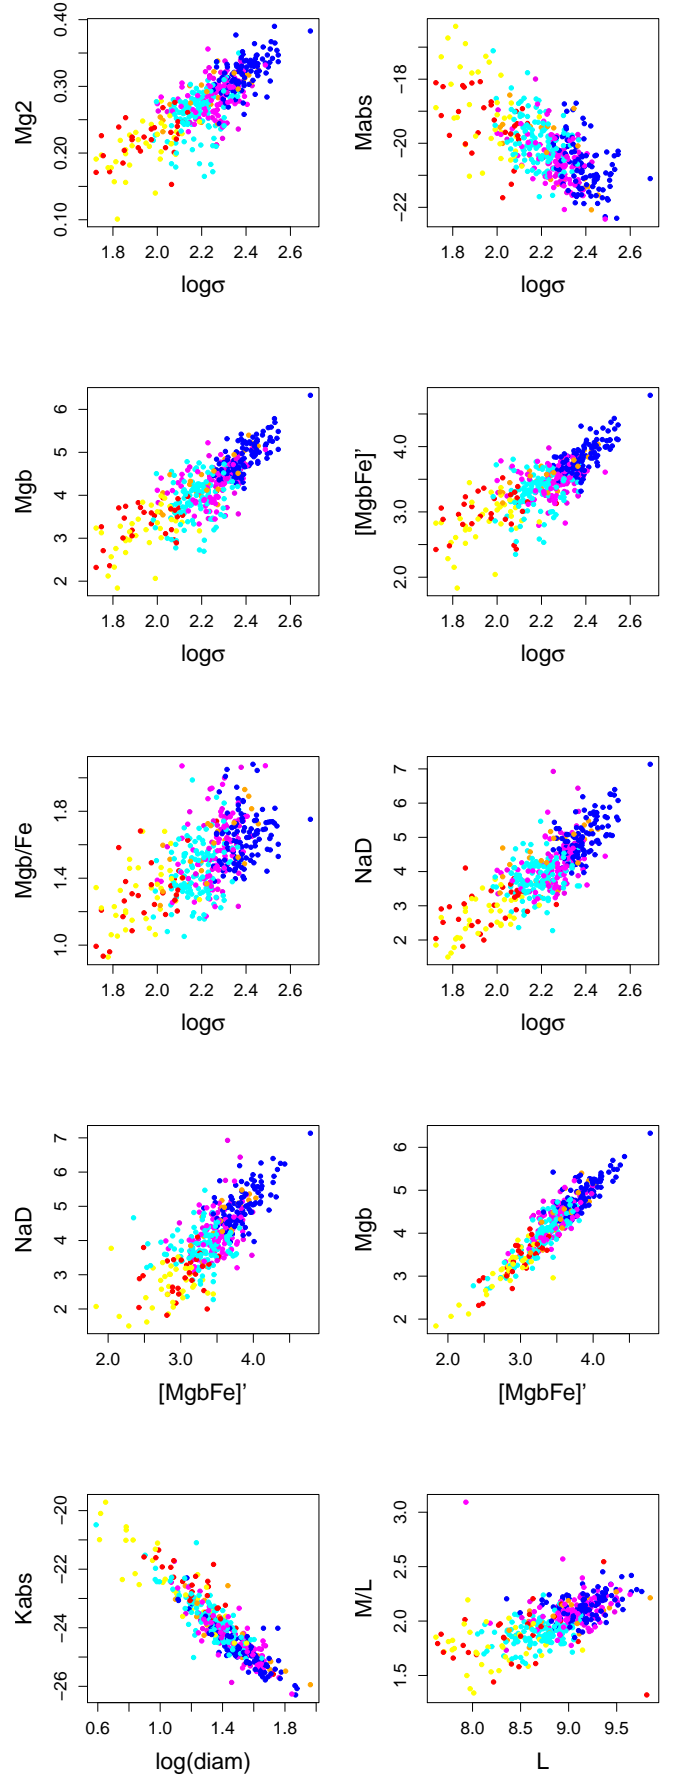 0.40
0.30
0.20
0.10
Mg2
1.8 2.0 2.2 2.4 2.6
logσ
−18
−20
−22
Mabs
1.8 2.0 2.2 2.4 2.6
logσ
6
5
4
3
2
Mgb
1.8 2.0 2.2 2.4 2.6
logσ
4.0
3.0
2.0
[MgbFe]’
1.8 2.0 2.2 2.4 2.6
logσ
1.8
1.4
1.0
Mgb/Fe
1.8 2.0 2.2 2.4 2.6
logσ
7
6
5
4
3
2
NaD
1.8 2.0 2.2 2.4 2.6
logσ
7
6
5
4
3
2
NaD
2.0 3.0 4.0
[MgbFe]’
6
5
4
3
2
Mgb
2.0 3.0 4.0
[MgbFe]’
−20
−22
−24
−26
Kabs
0.6 1.0 1.4 1.8
log(diam)
3.0
2.5
2.0
1.5
M/L
8.0 8.5 9.0 9.5
L